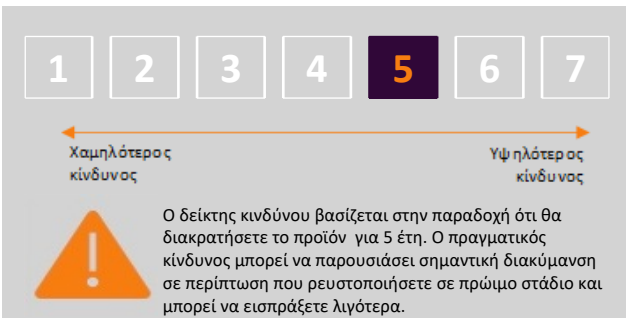 1 2 3 4 5 6 7
Χαμηλότερος Υψηλότερος
κίνδυνος κίνδυνος
Ο δείκτης κινδύνου βασίζεται στην παραδοχή ότι θα
διακρατήσετε το προϊόν για 5 έτη. Ο πραγματικός
κίνδυνος μπορεί να παρουσιάσει σημαντική διακύμανση
σε περίπτωση που ρευστοποιήσετε σε πρώιμο στάδιο και
μπορεί να εισπράξετε λιγότερα.